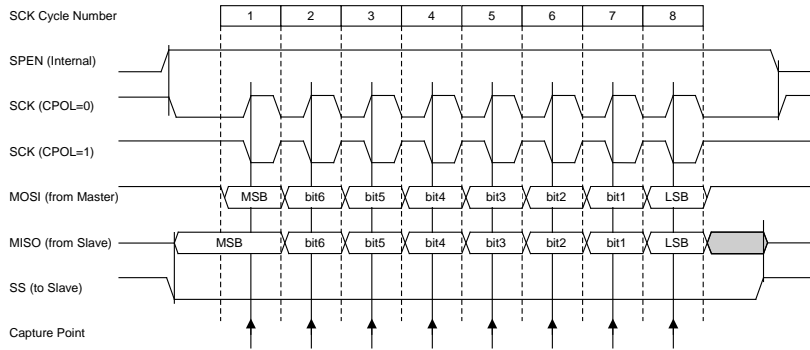 SCK Cycle Number 1 2 3 4 5 6 7 8
SPEN (Internal)
SCK (CPOL=0)
SCK (CPOL=1)
MOSI (from Master) MSB bit6 bit5 bit4 bit3 bit2 bit1 LSB
MISO (from Slave) MSB bit6 bit5 bit4 bit3 bit2 bit1 LSB
SS (to Slave)
Capture Point